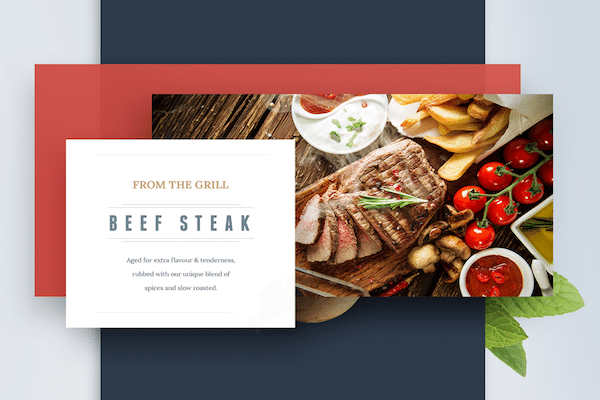 FROM THE GRILL
BEEF STEAK
Aged for extra flavour & tenderness,
rubbed with our unique blend of
spices and slow roasted.